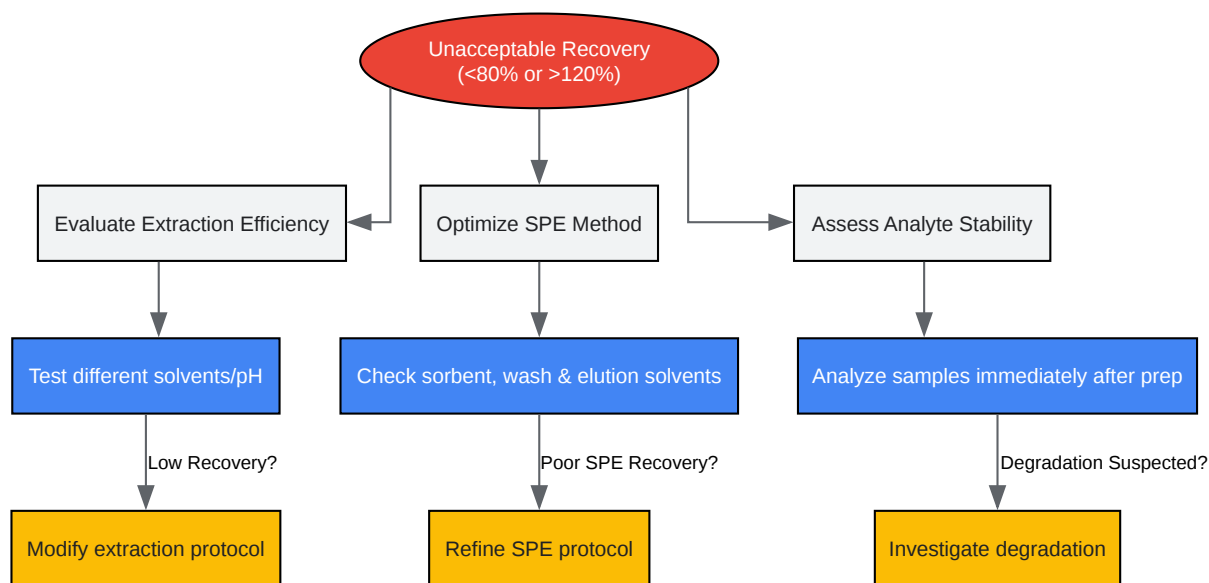 Unacceptable Recovery
(<80% or >120%)
Evaluate Extraction Efficiency
Optimize SPE Method
Assess Analyte Stability
Test different solvents/pH
Check sorbent, wash & elution solvents
Analyze samples immediately after prep
Low Recovery?
Poor SPE Recovery?
Degradation Suspected?
Modify extraction protocol
Refine SPE protocol
Investigate degradation